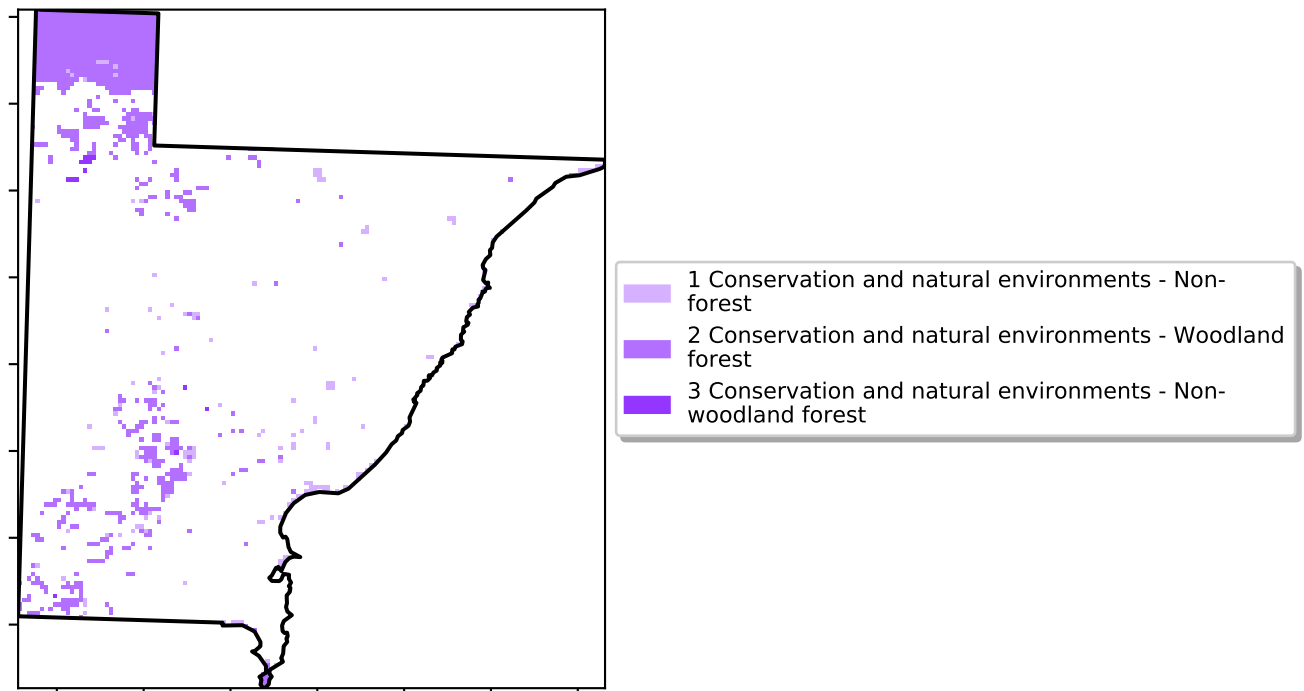 1 Conservation and natural environments - Non-
forest
2 Conservation and natural environments - Woodland
forest
3 Conservation and natural environments - Non-
woodland forest